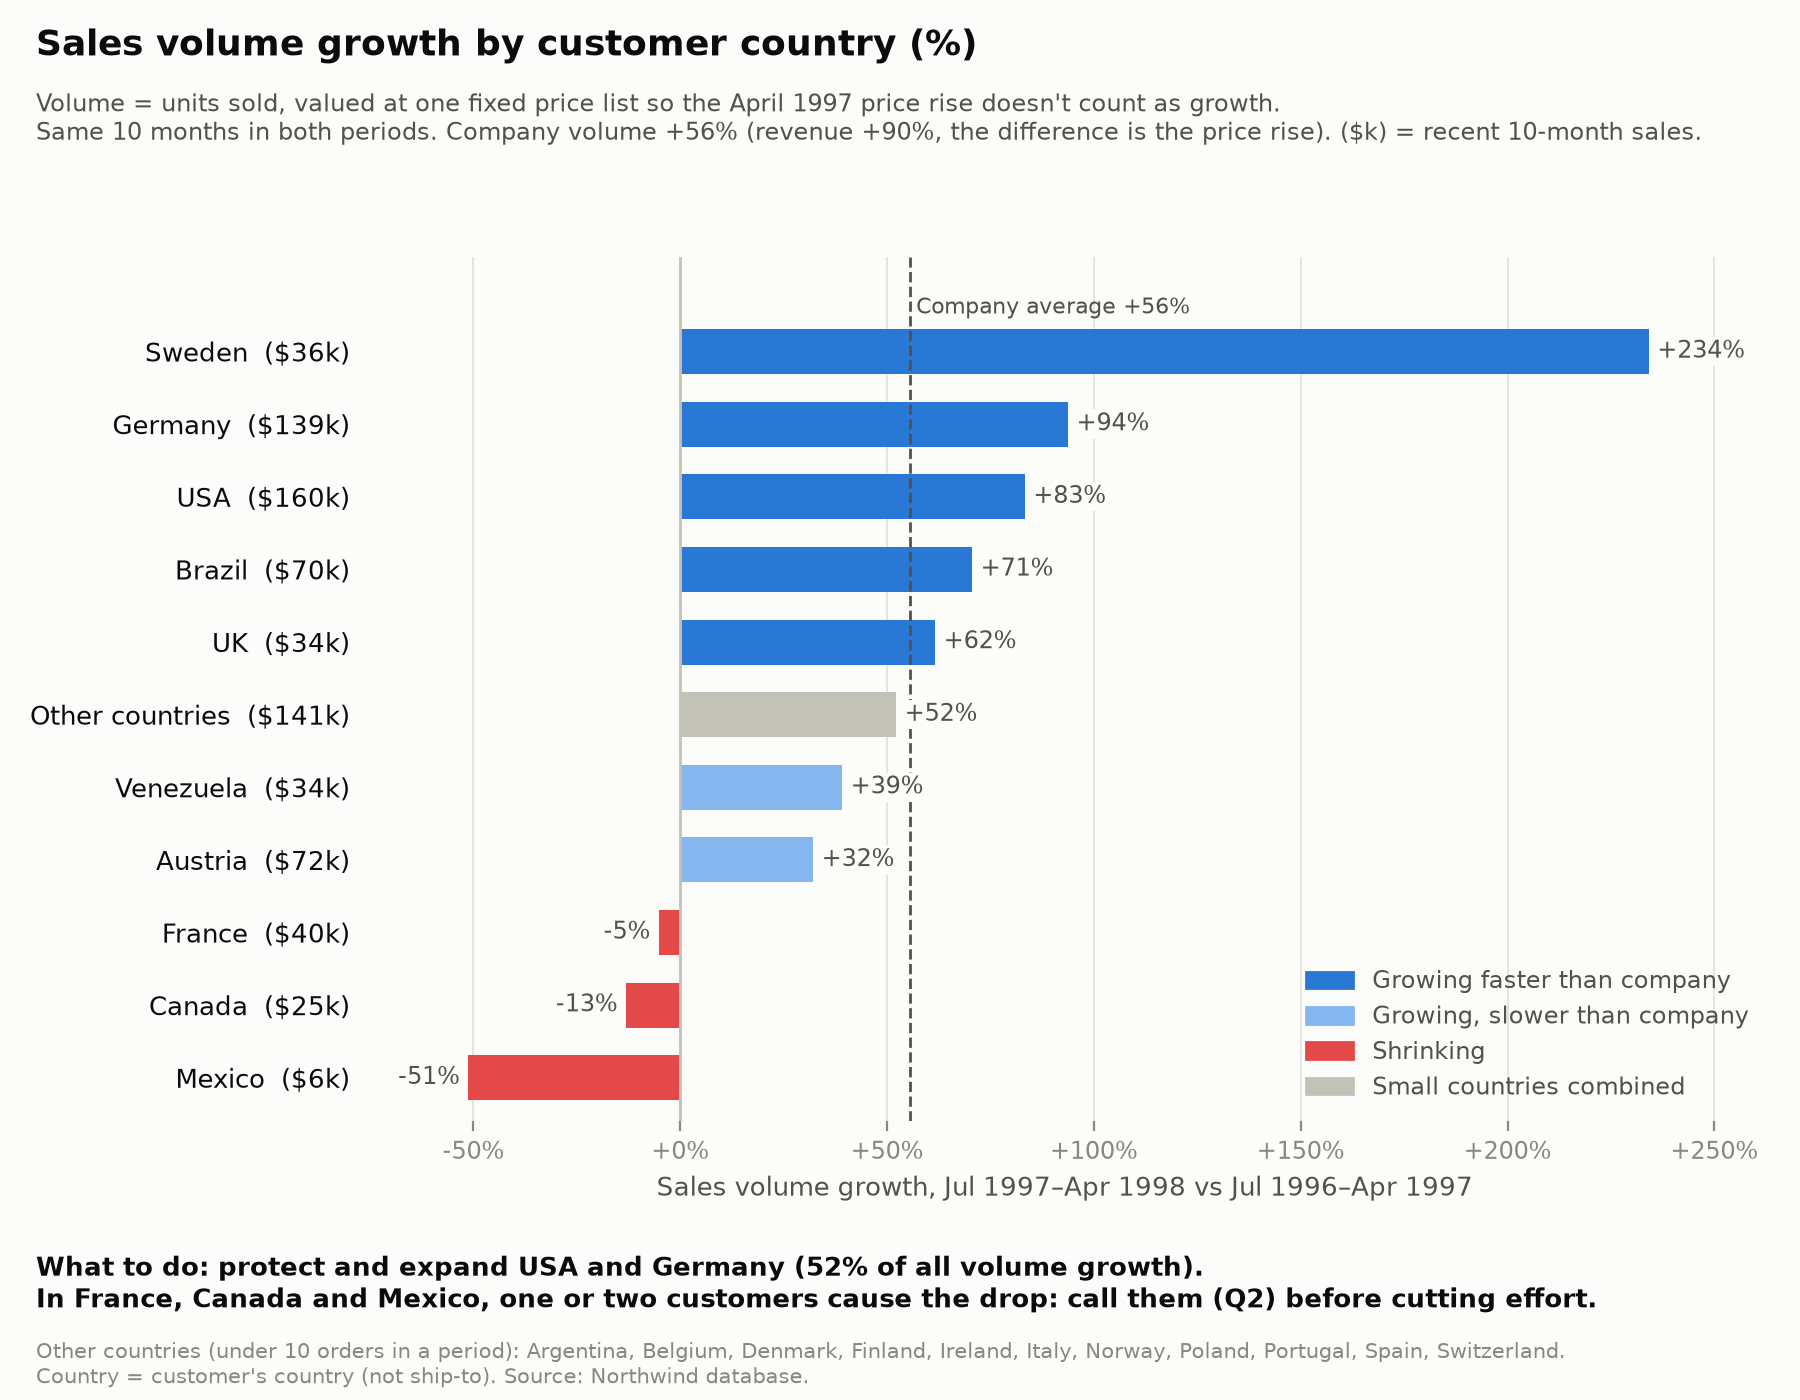 Sales volume growth by customer country (%)
Volume = units sold, valued at one fixed price list so the April 1997 price rise doesn't count as growth.
Same 10 months in both periods. Company volume +56% (revenue +90%, the difference is the price rise). ($k) = recent 10-month sales.
Company average +56%
Sweden ($36k) +234%
Germany ($139k) +94%
USA ($160k) +83%
Brazil ($70k) +71%
UK ($34k) +62%
Other countries ($141k) +52%
Venezuela ($34k) +39%
Austria ($72k) +32%
France ($40k) -5%
Canada ($25k) -13%
Mexico ($6k) -51%
Growing faster than company
Growing, slower than company
Shrinking
Small countries combined
-50% +0% +50% +100% +150% +200% +250%
Sales volume growth, Jul 1997–Apr 1998 vs Jul 1996–Apr 1997
What to do: protect and expand USA and Germany (52% of all volume growth).
In France, Canada and Mexico, one or two customers cause the drop: call them (Q2) before cutting effort.
Other countries (under 10 orders in a period): Argentina, Belgium, Denmark, Finland, Ireland, Italy, Norway, Poland, Portugal, Spain, Switzerland.
Country = customer's country (not ship-to). Source: Northwind database.